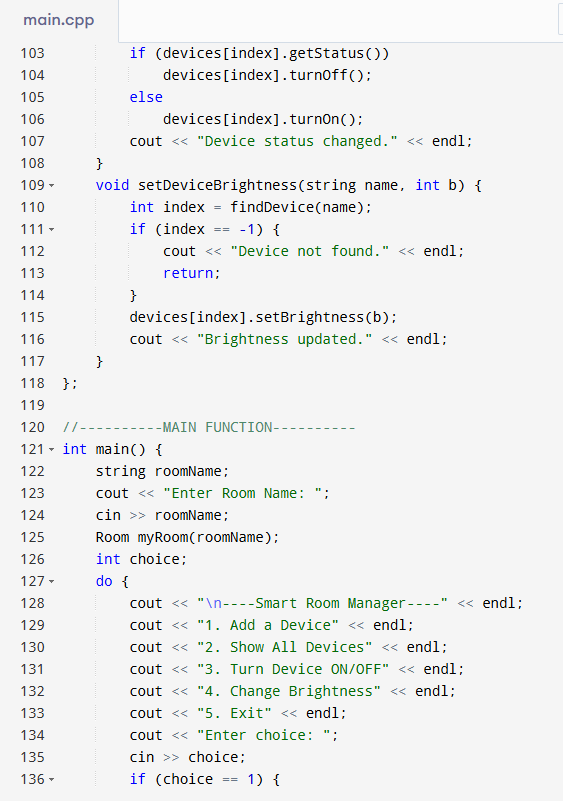 main.cpp
103         if (devices[index].getStatus())
104             devices[index].turnOff();
105         else
106             devices[index].turnOn();
107         cout << "Device status changed." << endl;
108     }
109     void setDeviceBrightness(string name, int b) {
110         int index = findDevice(name);
111         if (index == -1) {
112             cout << "Device not found." << endl;
113             return;
114         }
115         devices[index].setBrightness(b);
116         cout << "Brightness updated." << endl;
117     }
118 };
119
120 //----------MAIN FUNCTION----------
121 int main() {
122     string roomName;
123     cout << "Enter Room Name: ";
124     cin >> roomName;
125     Room myRoom(roomName);
126     int choice;
127     do {
128         cout << "\n----Smart Room Manager----" << endl;
129         cout << "1. Add a Device" << endl;
130         cout << "2. Show All Devices" << endl;
131         cout << "3. Turn Device ON/OFF" << endl;
132         cout << "4. Change Brightness" << endl;
133         cout << "5. Exit" << endl;
134         cout << "Enter choice: ";
135         cin >> choice;
136         if (choice == 1) {